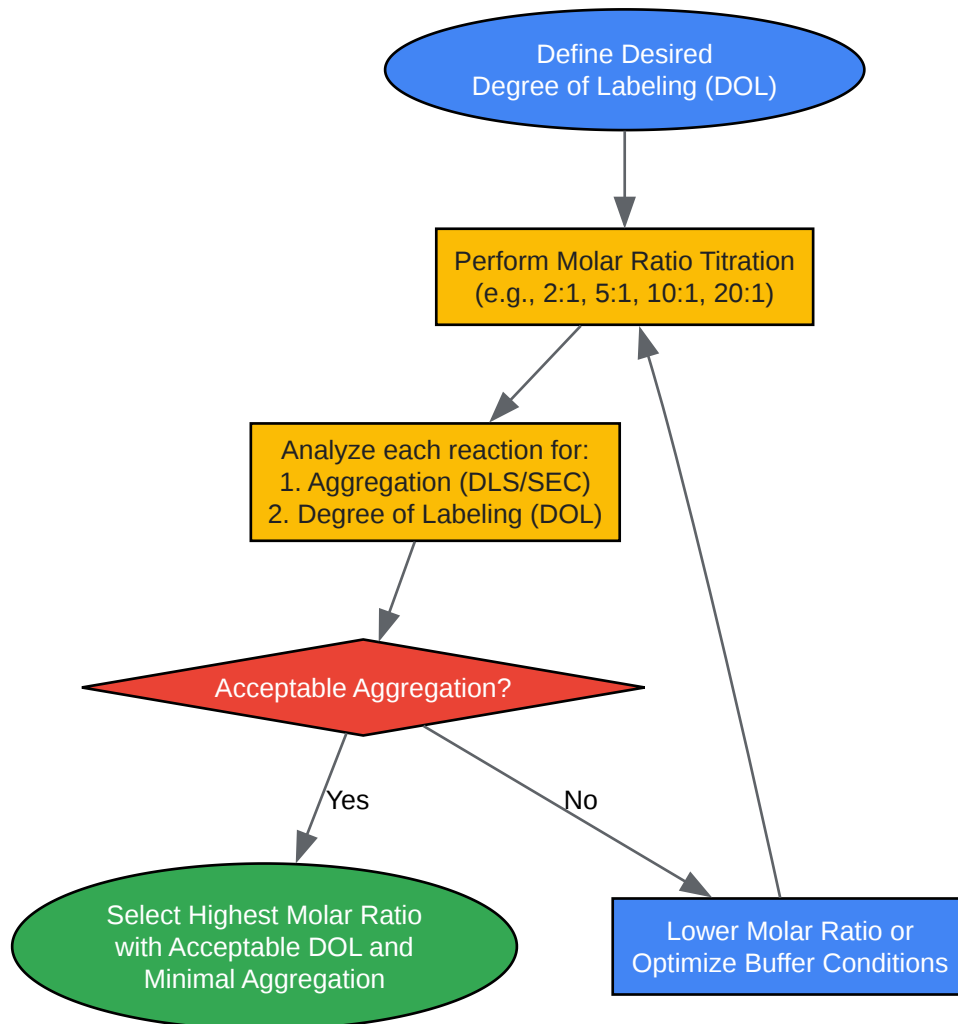 Define Desired
Degree of Labeling (DOL)
Perform Molar Ratio Titration
(e.g., 2:1, 5:1, 10:1, 20:1)
Analyze each reaction for:
1. Aggregation (DLS/SEC)
2. Degree of Labeling (DOL)
Acceptable Aggregation?
Yes
No
Select Highest Molar Ratio
with Acceptable DOL and
Minimal Aggregation
Lower Molar Ratio or
Optimize Buffer Conditions